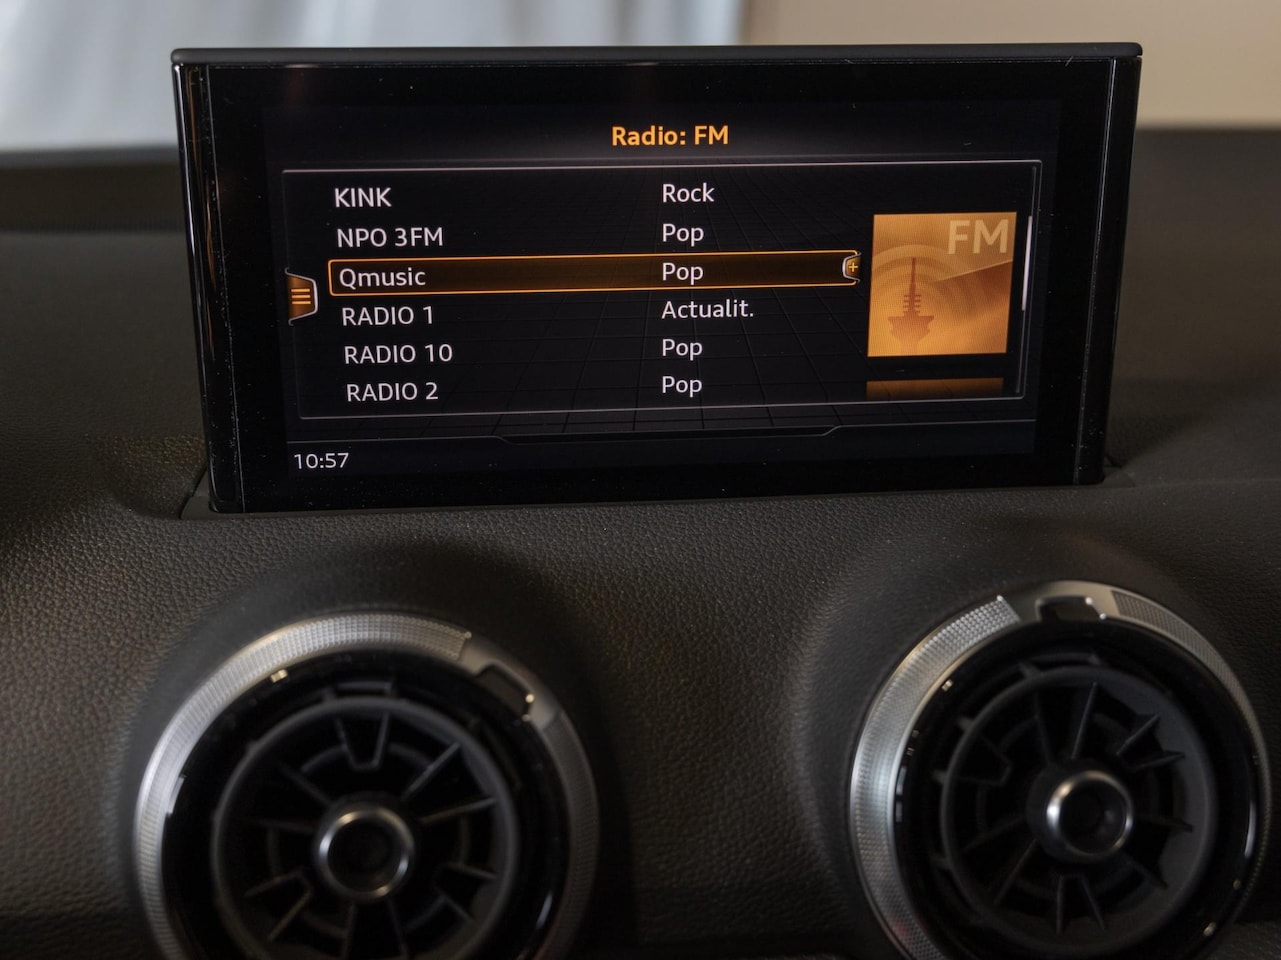 Radio: FM
KINK Rock
NPO 3FM Pop
Qmusic Pop
RADIO 1 Actualit.
RADIO 10 Pop
RADIO 2 Pop
FM
10:57